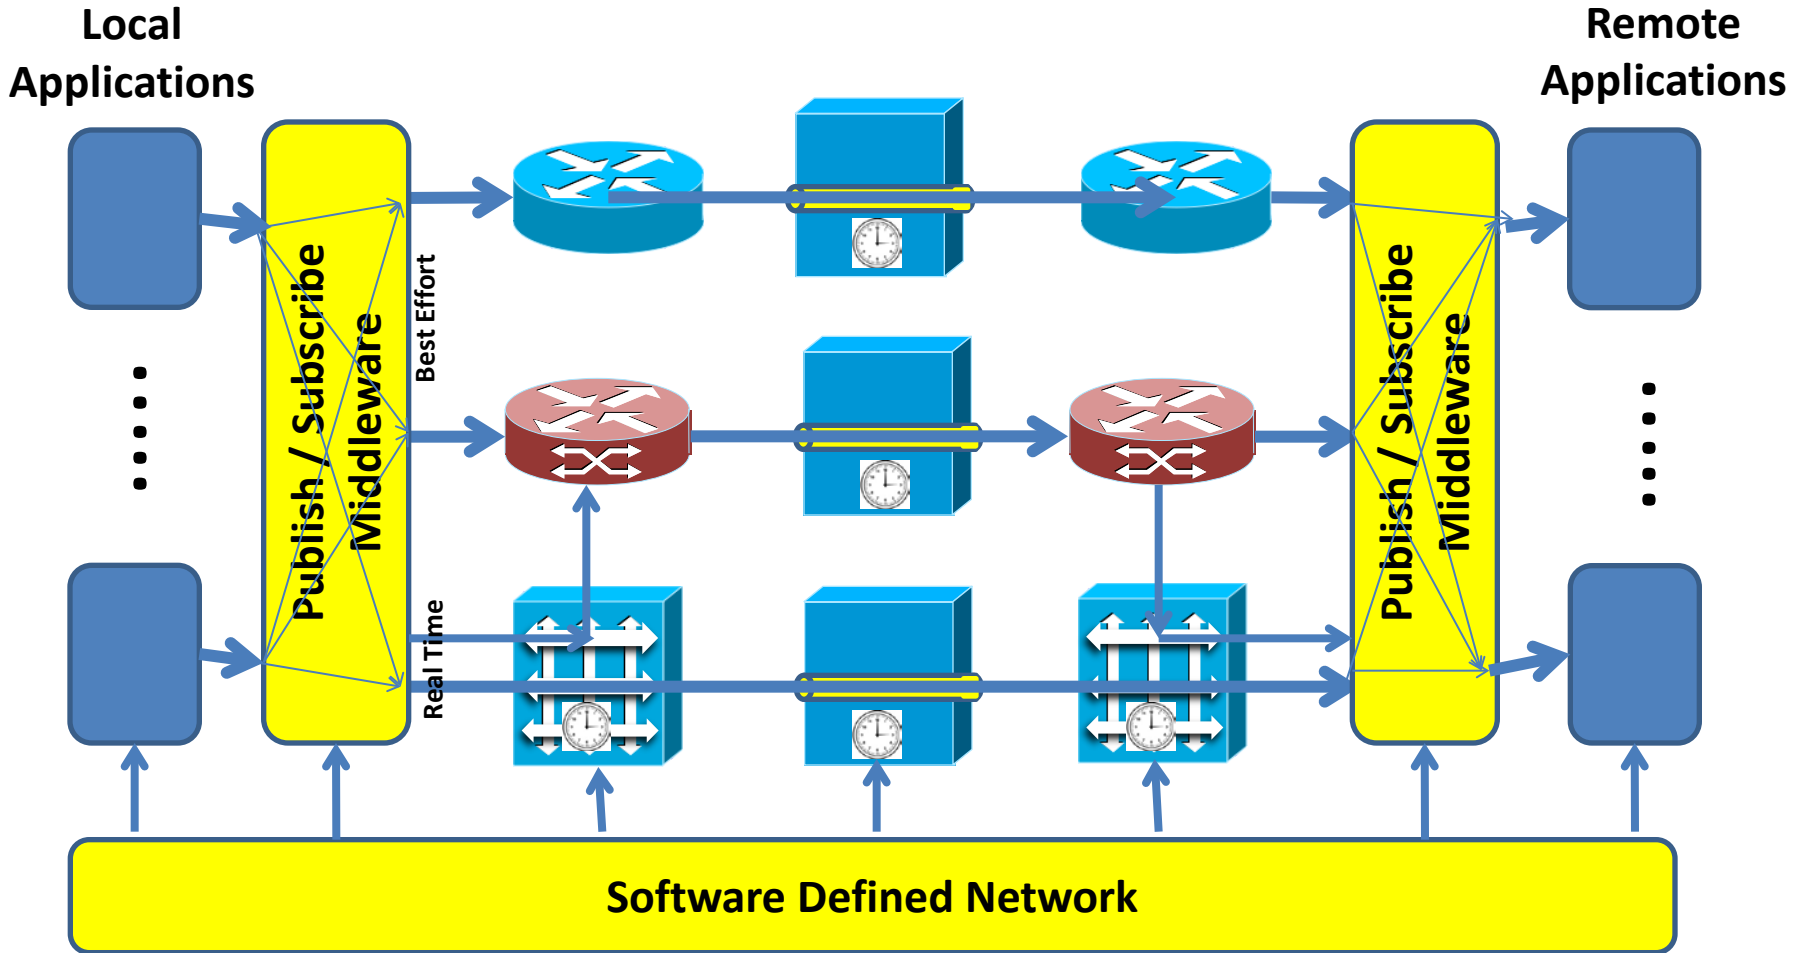 Local
Applications
Remote
Applications
Publish / Subscribe
Middleware
Best Effort
Real Time
Publish / Subscribe
Middleware
Software Defined Network